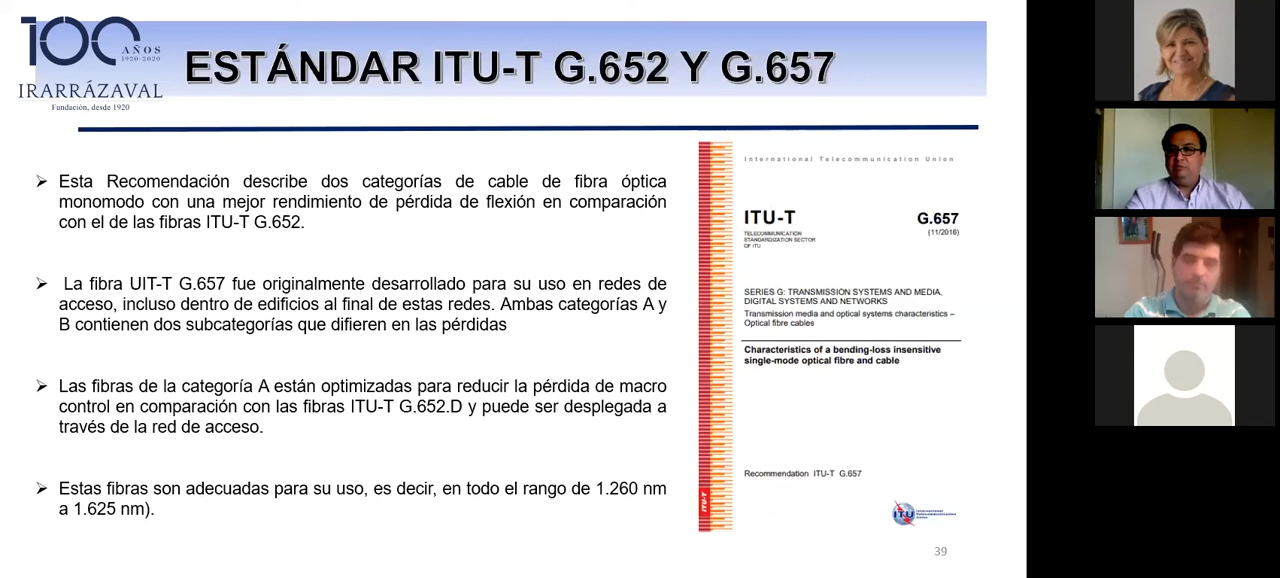 100
AÑOS
1920-2020
IRARRÁZAVAL
Fundación, desde 1920
ESTÁNDAR ITU-T G.652 Y G.657
➢ Esta Recomendación describe dos categorías de cable de fibra óptica
monomodo con una mejor rendimiento de pérdida de flexión en comparación
con el de las fibras ITU-T G.652.
➢ La fibra UIT-T G.657 fue originalmente desarrollado para su uso en redes de
acceso, incluso dentro de edificios al final de estas redes. Ambas categorías A y
B contienen dos subcategorías que difieren en las pérdidas
➢ Las fibras de la categoría A están optimizadas para reducir la pérdida de macro
control en comparación con las fibras ITU-T G.652.D y puede ser desplegada a
través de la red de acceso.
➢ Estas fibras son adecuadas para su uso, es decir, en todo el rango de 1.260 nm
a 1.625 nm).
International Telecommunication Union
ITU-T
G.657
TELECOMMUNICATION
STANDARDIZATION SECTOR
OF ITU
(11/2016)
SERIES G: TRANSMISSION SYSTEMS AND MEDIA,
DIGITAL SYSTEMS AND NETWORKS
Transmission media and optical systems characteristics –
Optical fibre cables
Characteristics of a bending-loss insensitive
single-mode optical fibre and cable
Recommendation ITU-T G.657
ITU-T
ITU
International
Telecommunication
Union
39